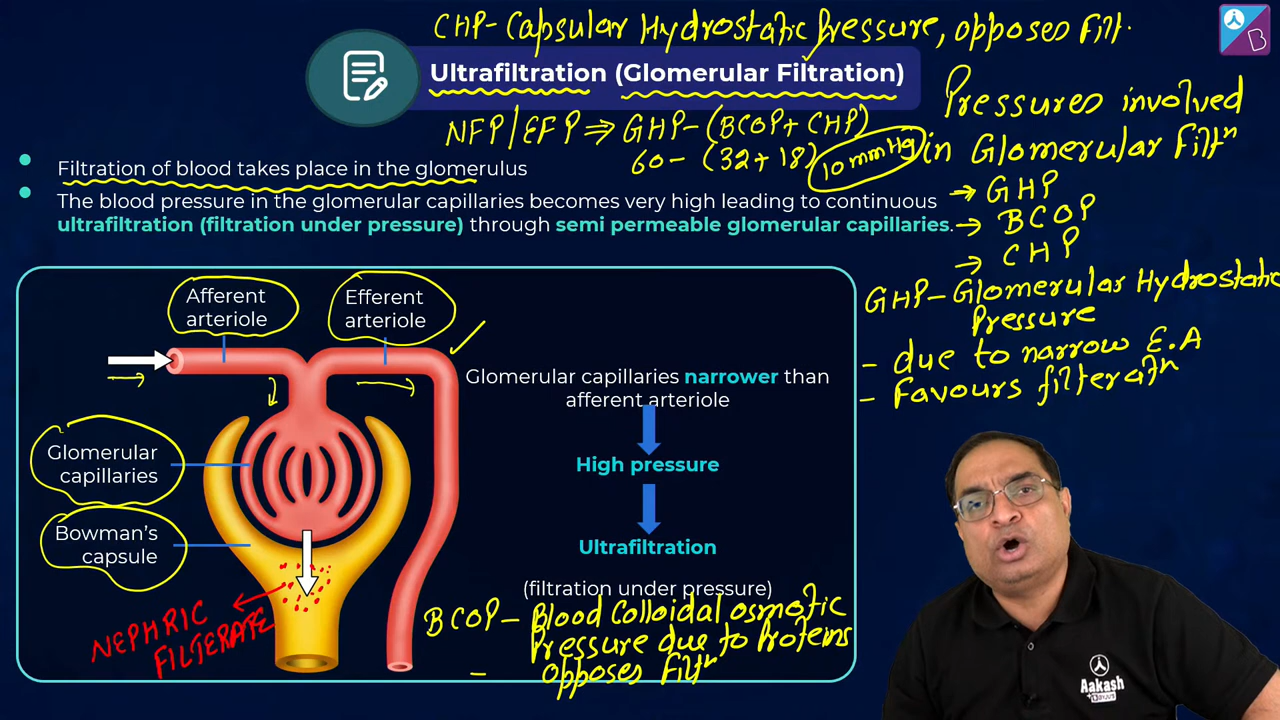 CHP- Capsular Hydrostatic Pressure, opposes Filt.
Ultrafiltration (Glomerular Filtration)
NFP/EFP ⇒ GHP-(BCOP+ CHP)
60- (32+18) 10 mm Hg
Pressures involved
in Glomerular Filtⁿ
→ GHP
→ BCOP
→ CHP
GHP- Glomerular Hydrostatic
Pressure
- due to narrow E.A
- Favours filterатⁿ
• Filtration of blood takes place in the glomerulus
• The blood pressure in the glomerular capillaries becomes very high leading to continuous
ultrafiltration (filtration under pressure) through semi permeable glomerular capillaries.
Afferent
arteriole
Efferent
arteriole
Glomerular
capillaries
Bowman's
capsule
NEPHRIC
FILTERATE
Glomerular capillaries narrower than
afferent arteriole
High pressure
Ultrafiltration
(filtration under pressure)
BCOP- Blood Colloidal osmotic
Pressure due to Proteins
- opposes Filtⁿ
Aakash
BYJU'S
B